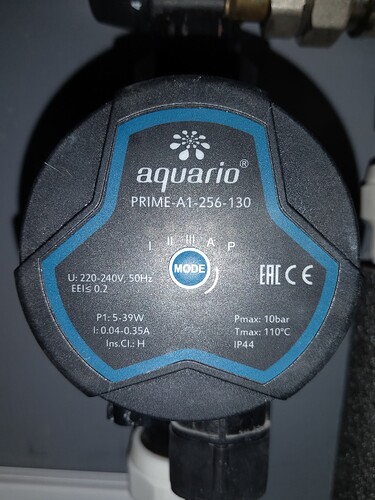 aquario®
PRIME-A1-256-130
I II III A P
MODE
U: 220-240V, 50Hz
EEI≤ 0.2
EAC CE
P1: 5-39W
I: 0.04-0.35A
Ins.Cl.: H
Pmax: 10bar
Tmax: 110°C
IP44